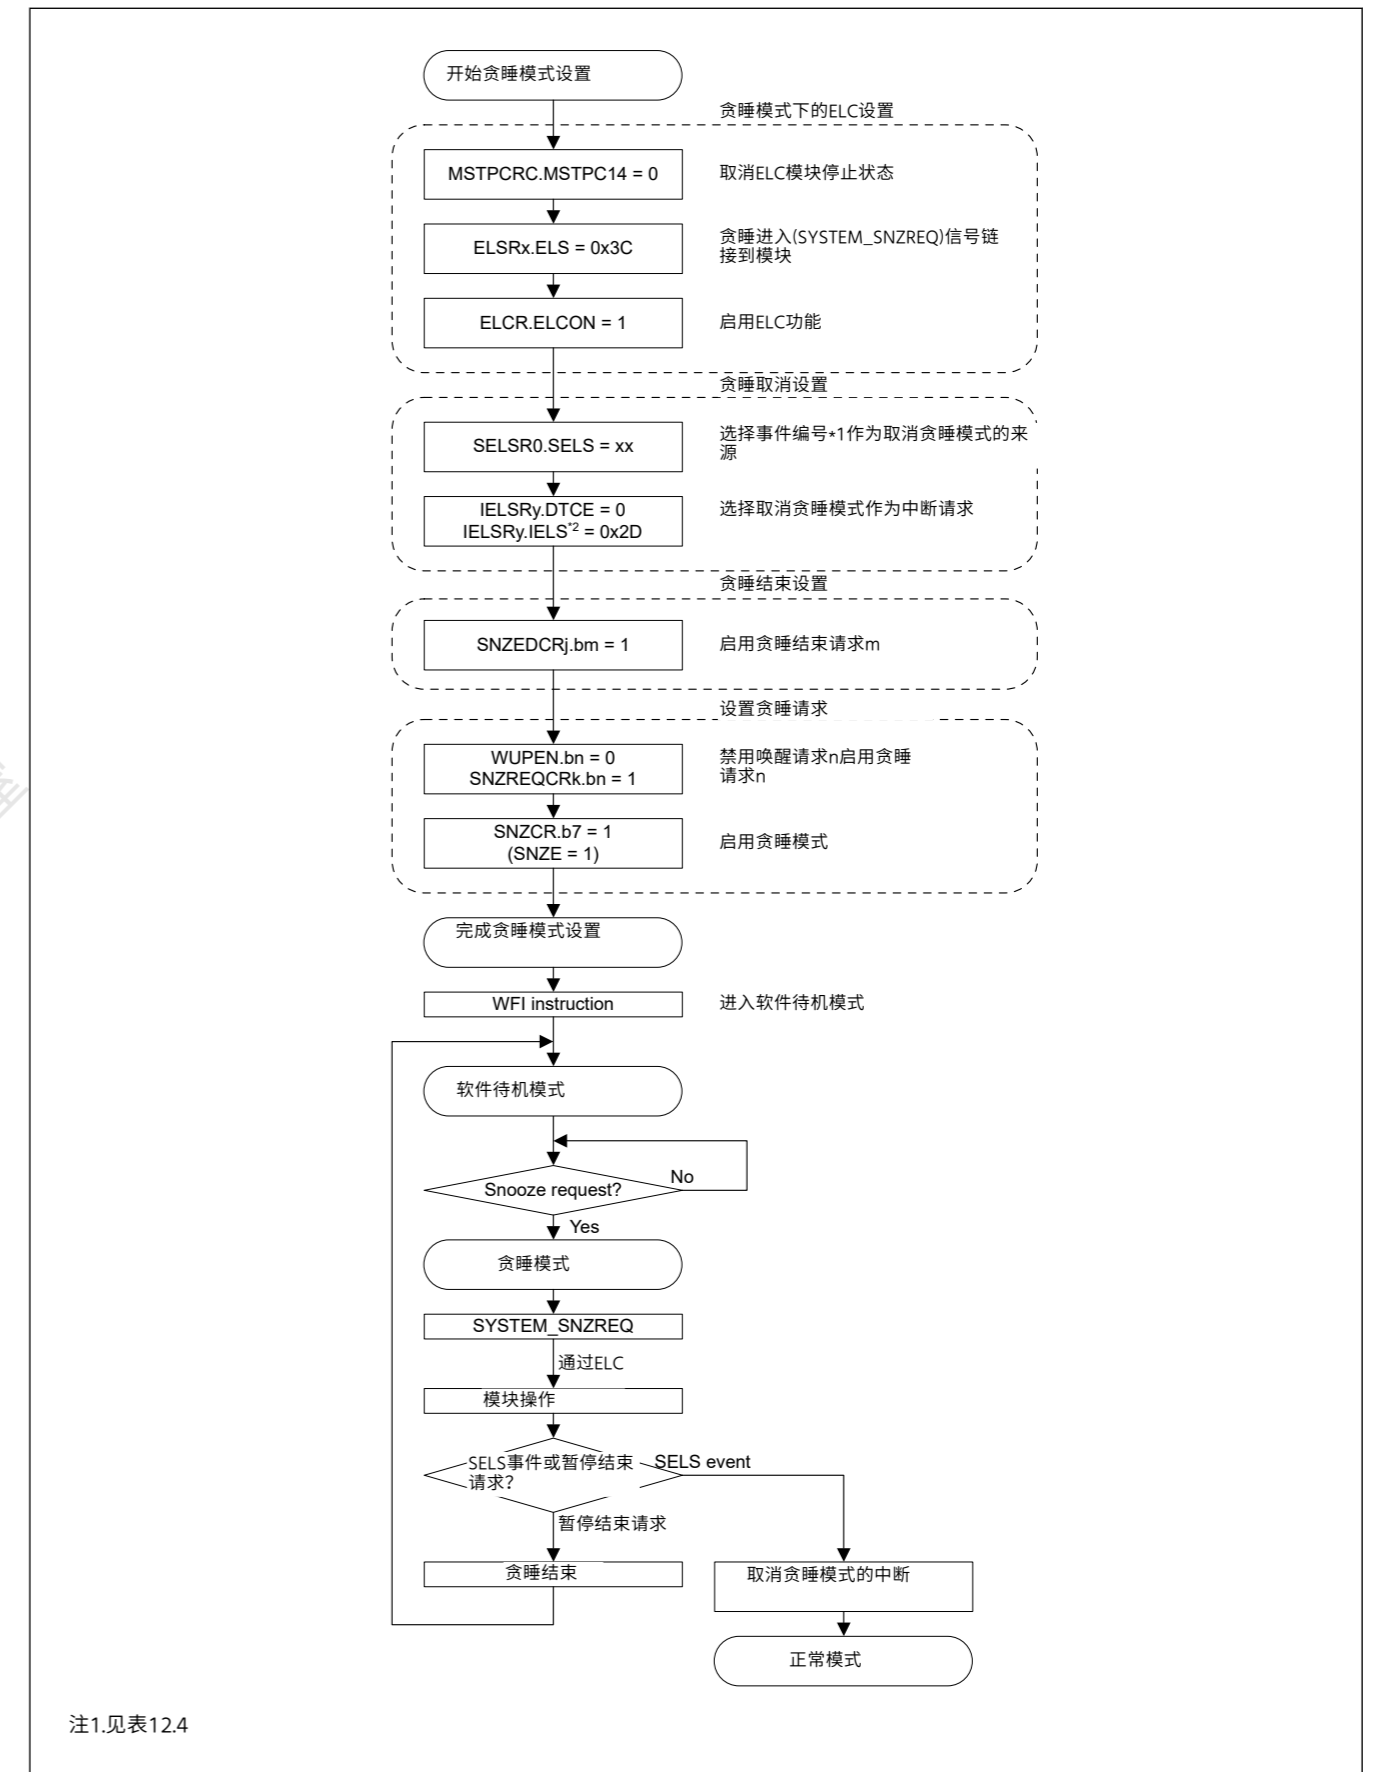 开始贪睡模式设置
贪睡模式下的ELC设置
MSTPCRC.MSTPC14 = 0
取消ELC模块停止状态
ELSRx.ELS = 0x3C
贪睡进入(SYSTEM_SNZREQ)信号链
接到模块
ELCR.ELCON = 1
启用ELC功能
贪睡取消设置
SELSR0.SELS = xx
选择事件编号*1作为取消贪睡模式的来
源
IELSRy.DTCE = 0
IELSRy.IELS*2 = 0x2D
选择取消贪睡模式作为中断请求
贪睡结束设置
SNZEDCRj.bm = 1
启用贪睡结束请求m
设置贪睡请求
WUPEN.bn = 0
SNZREQCRk.bn = 1
禁用唤醒请求n启用贪睡
请求n
SNZCR.b7 = 1
(SNZE = 1)
启用贪睡模式
完成贪睡模式设置
WFI instruction
进入软件待机模式
软件待机模式
Snooze request?
No
Yes
贪睡模式
SYSTEM_SNZREQ
通过ELC
模块操作
SELS事件或暂停结束
请求？
SELS event
暂停结束请求
贪睡结束
取消贪睡模式的中断
正常模式
注1.见表12.4